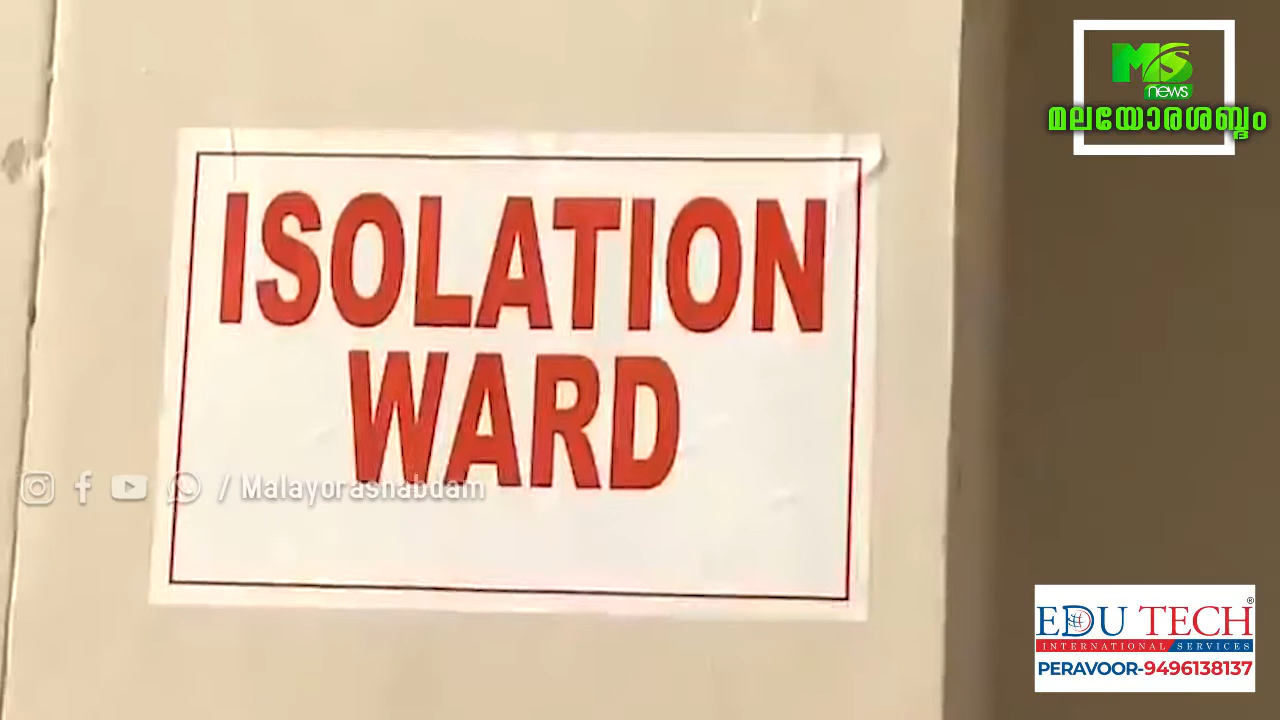 MS
news
മലയോരശബ്ദം
ISOLATION
WARD
/ Malayorashabdam
EDU TECH®
INTERNATIONAL SERVICES
PERAVOOR-9496138137